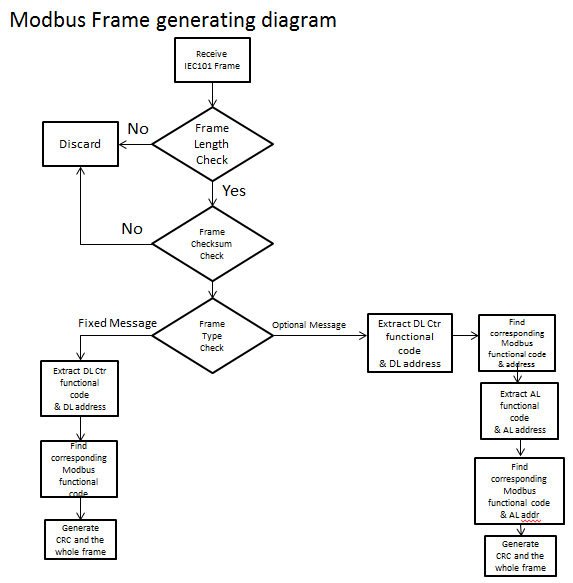 Modbus Frame generating diagram
Receive
IEC101 Frame
Frame
Length
Check
No
Discard
Yes
Frame
Checksum
Check
No
Frame
Type
Check
Fixed Message
Optional Message
Extract DL Ctr
functional
code
& DL address
Find
corresponding
Modbus
functional code
& address
Extract DL Ctr
functional
code
& DL address
Extract AL
functional
code
& AL address
Find
corresponding
Modbus
functional
code
Find
corresponding
Modbus
functional code
& AL addr
Generate
CRC and the
whole frame
Generate
CRC and the
whole frame